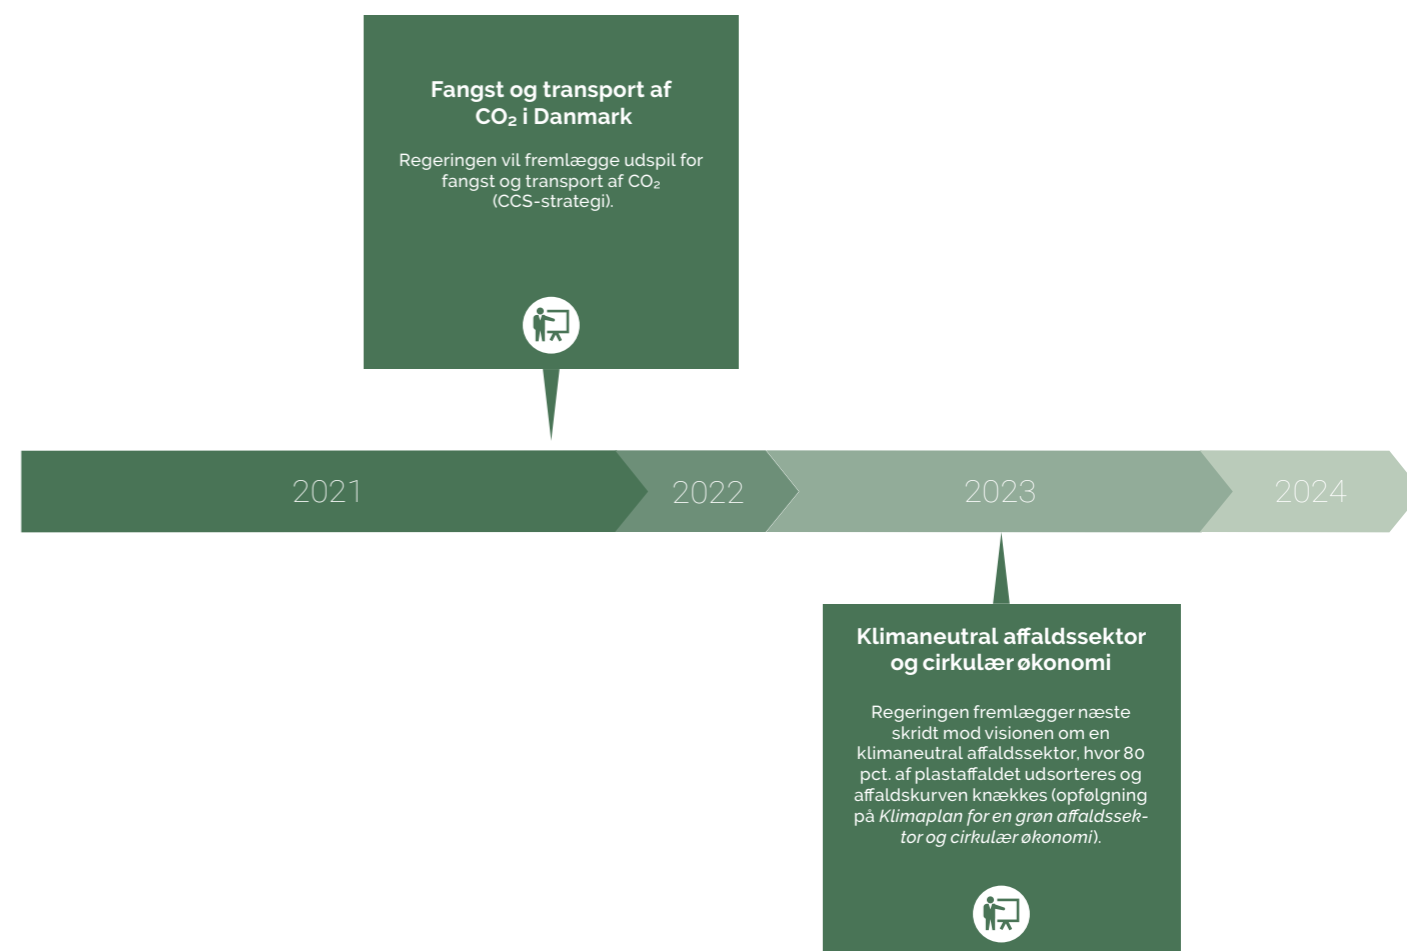 Fangst og transport af
CO₂ i Danmark
Regeringen vil fremlægge udspil for
fangst og transport af CO₂
(CCS-strategi).
2021
2022
2023
2024
Klimaneutral affaldssektor
og cirkulær økonomi
Regeringen fremlægger næste
skridt mod visionen om en
klimaneutral affaldssektor, hvor 80
pct. af plastaffaldet udsorteres og
affaldskurven knækkes (opfølgning
på Klimaplan for en grøn affaldssek-
tor og cirkulær økonomi).